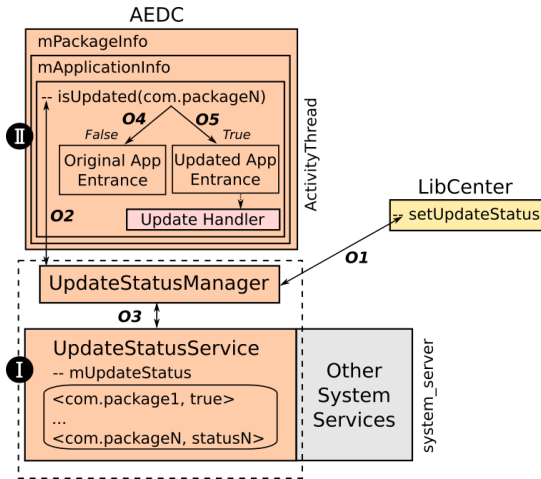 AEDC
mPackageInfo
mApplicationInfo
-- isUpdated(com.packageN)
O4
O5
False
True
Original App
Entrance
Updated App
Entrance
Update Handler
II
ActivityThread
O2
LibCenter
-- setUpdateStatus
O1
UpdateStatusManager
O3
I
UpdateStatusService
-- mUpdateStatus
<com.package1, true>
...
<com.packageN, statusN>
Other
System
Services
system_server